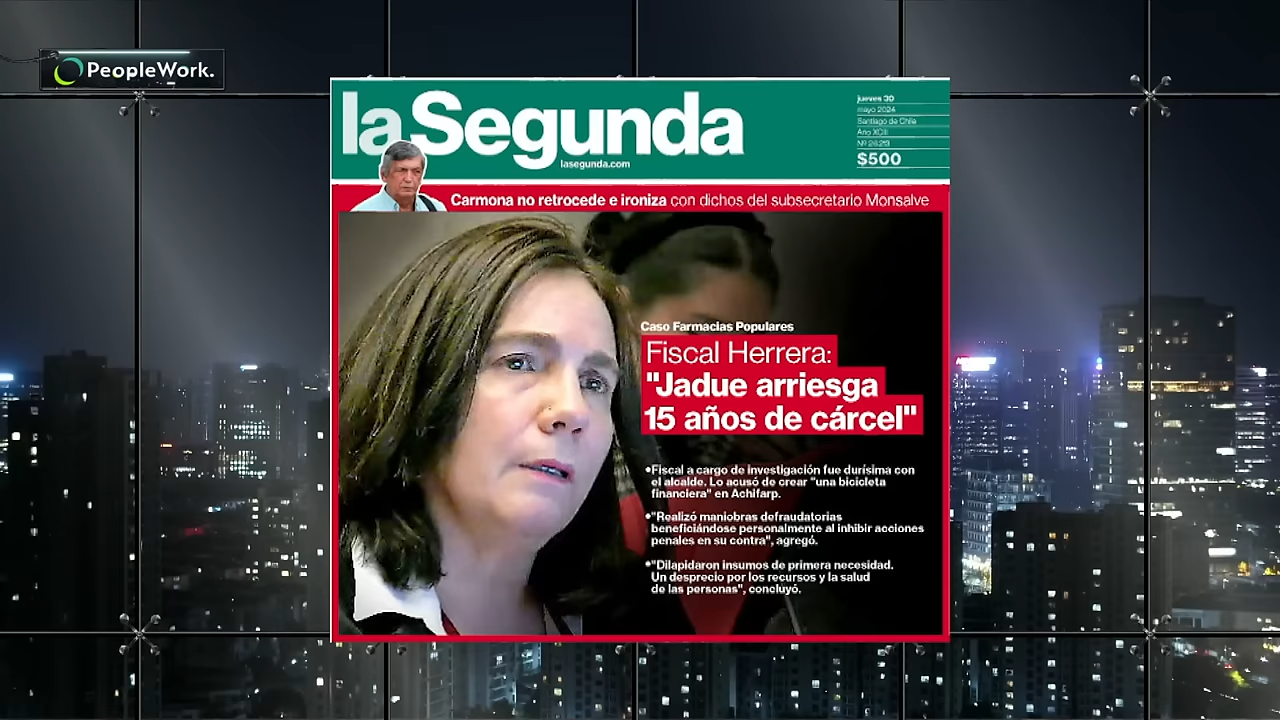 PeopleWork.
la Segunda
lasegunda.com
jueves 30
mayo 2024
Santiago de Chile
Año XCII
$500
Carmona no retrocede e ironiza con dichos del subsecretario Monsalve
Caso Farmacias Populares
Fiscal Herrera:
"Jadue arriesga
15 años de cárcel"
•Fiscal a cargo de investigación fue durísima con
el alcalde. Lo acusó de crear "una bicicleta
financiera" en Achifarp.
•"Realizó maniobras defraudatorias
beneficiándose personalmente al inhibir acciones
penales en su contra", agregó.
•"Dilapidaron insumos de primera necesidad.
Un desprecio por los recursos y la salud
de las personas", concluyó.